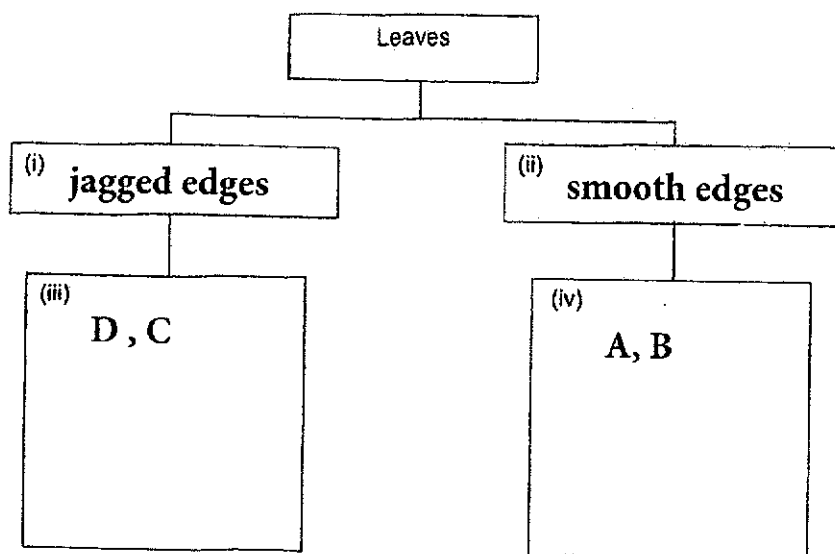 Leaves
(i) jagged edges
(ii) smooth edges
(iii)
D , C
(iv)
A, B